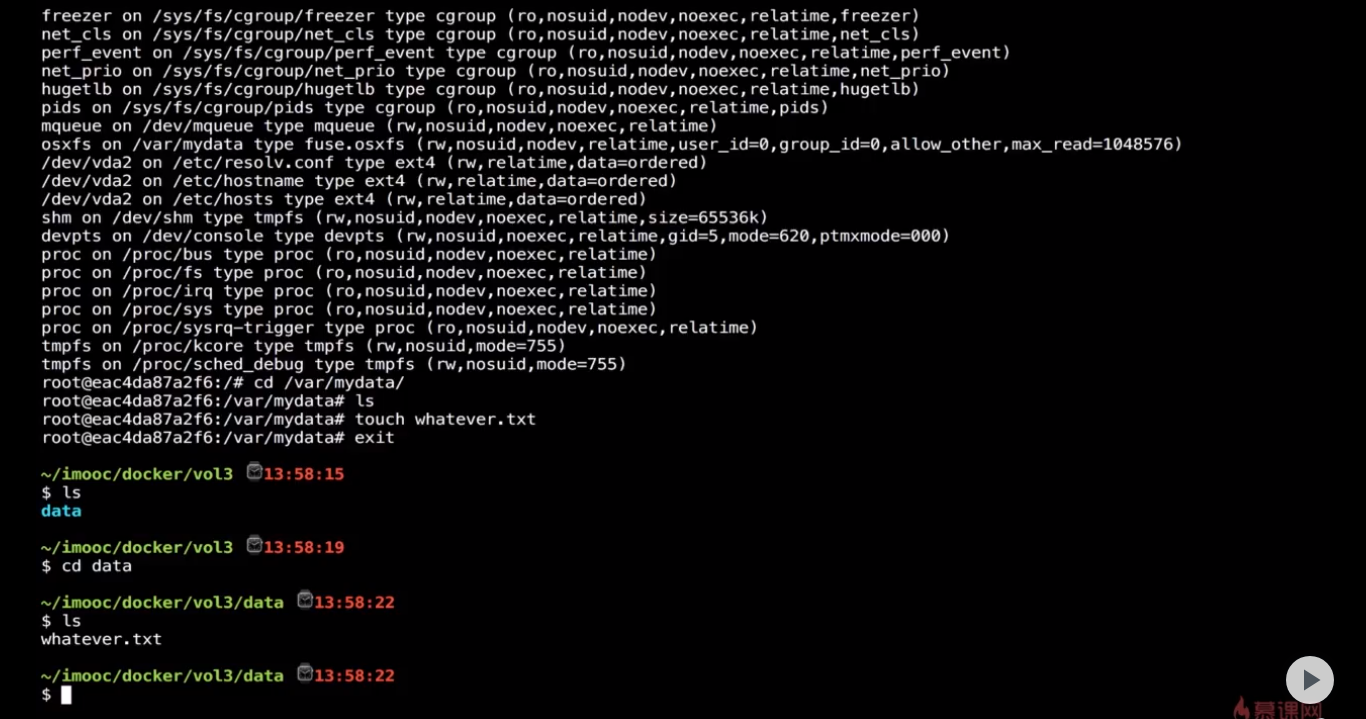 freezer on /sys/fs/cgroup/freezer type cgroup (ro,nosuid,nodev,noexec,relatime,freezer)
net_cls on /sys/fs/cgroup/net_cls type cgroup (ro,nosuid,nodev,noexec,relatime,net_cls)
perf_event on /sys/fs/cgroup/perf_event type cgroup (ro,nosuid,nodev,noexec,relatime,perf_event)
net_prio on /sys/fs/cgroup/net_prio type cgroup (ro,nosuid,nodev,noexec,relatime,net_prio)
hugetlb on /sys/fs/cgroup/hugetlb type cgroup (ro,nosuid,nodev,noexec,relatime,hugetlb)
pids on /sys/fs/cgroup/pids type cgroup (ro,nosuid,nodev,noexec,relatime,pids)
mqueue on /dev/mqueue type mqueue (rw,nosuid,nodev,noexec,relatime)
osxfs on /var/mydata type fuse.osxfs (rw,nosuid,nodev,relatime,user_id=0,group_id=0,allow_other,max_read=1048576)
/dev/vda2 on /etc/resolv.conf type ext4 (rw,relatime,data=ordered)
/dev/vda2 on /etc/hostname type ext4 (rw,relatime,data=ordered)
/dev/vda2 on /etc/hosts type ext4 (rw,relatime,data=ordered)
shm on /dev/shm type tmpfs (rw,nosuid,nodev,noexec,relatime,size=65536k)
devpts on /dev/console type devpts (rw,nosuid,noexec,relatime,gid=5,mode=620,ptmxmode=000)
proc on /proc/bus type proc (ro,nosuid,nodev,noexec,relatime)
proc on /proc/fs type proc (ro,nosuid,nodev,noexec,relatime)
proc on /proc/irq type proc (ro,nosuid,nodev,noexec,relatime)
proc on /proc/sys type proc (ro,nosuid,nodev,noexec,relatime)
proc on /proc/sysrq-trigger type proc (ro,nosuid,nodev,noexec,relatime)
tmpfs on /proc/kcore type tmpfs (rw,nosuid,mode=755)
tmpfs on /proc/sched_debug type tmpfs (rw,nosuid,mode=755)
root@eac4da87a2f6:/# cd /var/mydata/
root@eac4da87a2f6:/var/mydata# ls
root@eac4da87a2f6:/var/mydata# touch whatever.txt
root@eac4da87a2f6:/var/mydata# exit
~/imooc/docker/vol3 13:58:15
$ ls
data
~/imooc/docker/vol3 13:58:19
$ cd data
~/imooc/docker/vol3/data 13:58:22
$ ls
whatever.txt
~/imooc/docker/vol3/data 13:58:22
$
慕课网